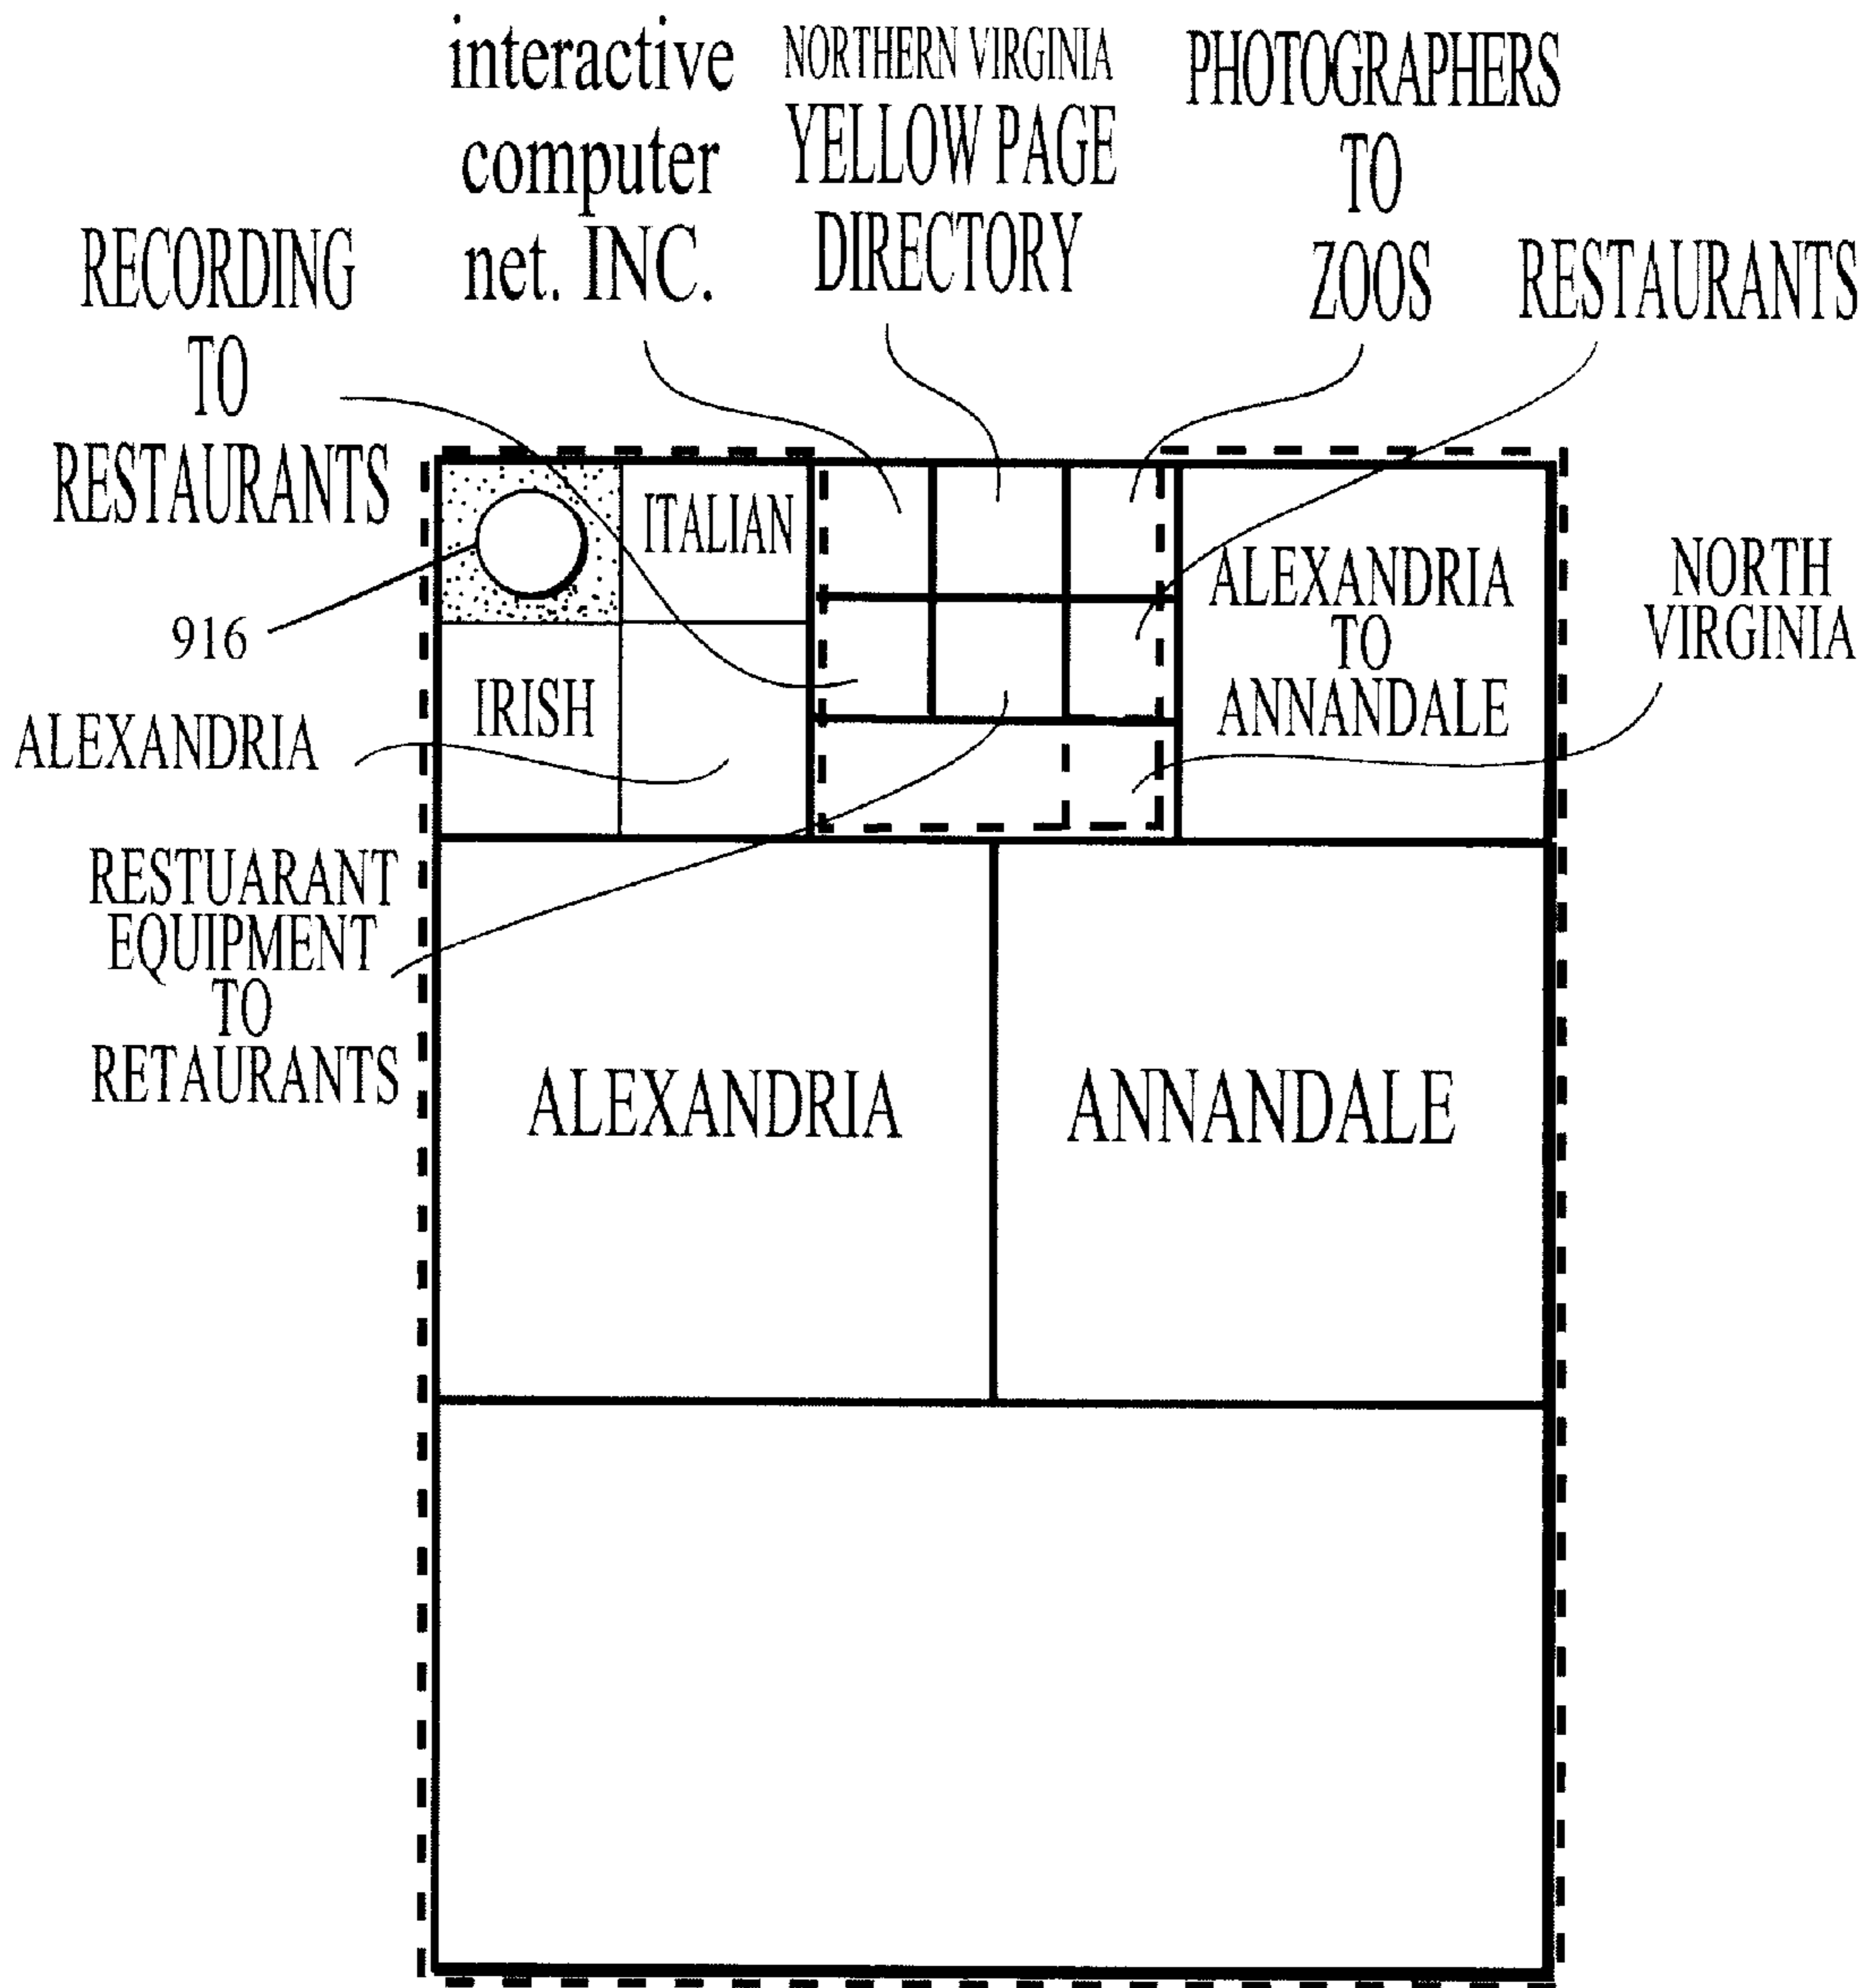 interactive
computer
net. INC.
NORTHERN VIRGINIA
YELLOW PAGE
DIRECTORY
PHOTOGRAPHERS
TO
ZOOS
RESTAURANTS
RECORDING
TO
RESTAURANTS
ITALIAN
916
IRISH
ALEXANDRIA
TO
ANNANDALE
NORTH
VIRGINIA
ALEXANDRIA
RESTUARANT
EQUIPMENT
TO
RETAURANTS
ALEXANDRIA
ANNANDALE